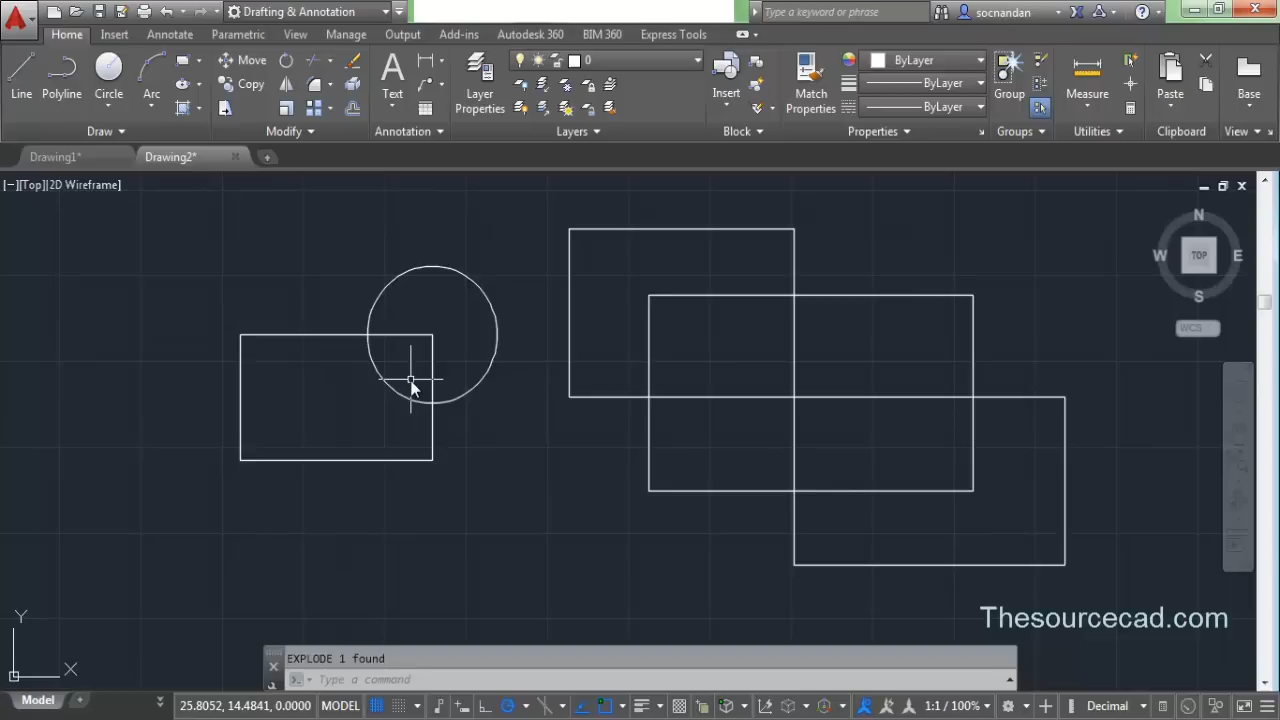 Drafting & Annotation
Type a keyword or phrase
socnandan
Home Insert Annotate Parametric View Manage Output Add-ins Autodesk 360 BIM 360 Express Tools
Line Polyline Circle Arc
Move
Copy
Text
Layer Properties
0
Insert
Match Properties
ByLayer
ByLayer
ByLayer
Group
Measure
Paste
Base
Draw Modify Annotation Layers Block Properties Groups Utilities Clipboard View
Drawing1* Drawing2*
[−][Top][2D Wireframe]
N
W TOP E
S
WCS
Thesourcecad.com
Y
X
EXPLODE 1 found
Type a command
Model
25.8052, 14.4841, 0.0000 MODEL 1:1 / 100% Decimal